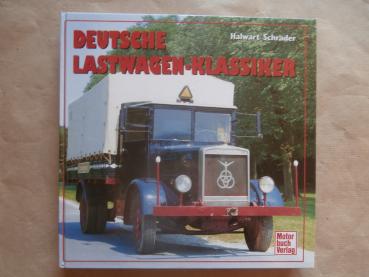 Halwart Schrader
DEUTSCHE
LASTWAGEN-KLASSIKER
Motor
buch
Verlag